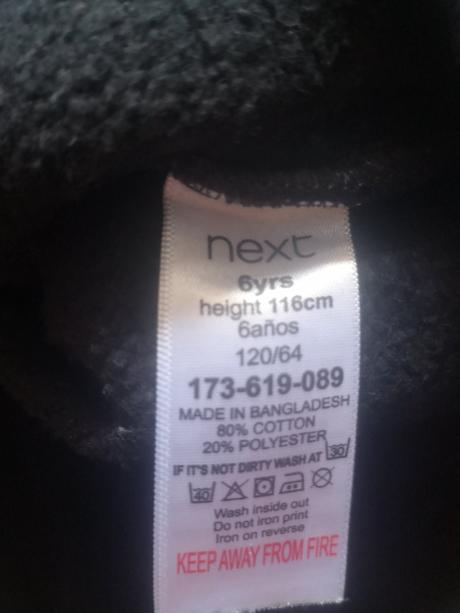 next
6yrs
height 116cm
6años
120/64
173-619-089
MADE IN BANGLADESH
80% COTTON
20% POLYESTER
IF IT'S NOT DIRTY WASH AT 30
40
Wash inside out
Do not iron print
Iron on reverse
KEEP AWAY FROM FIRE